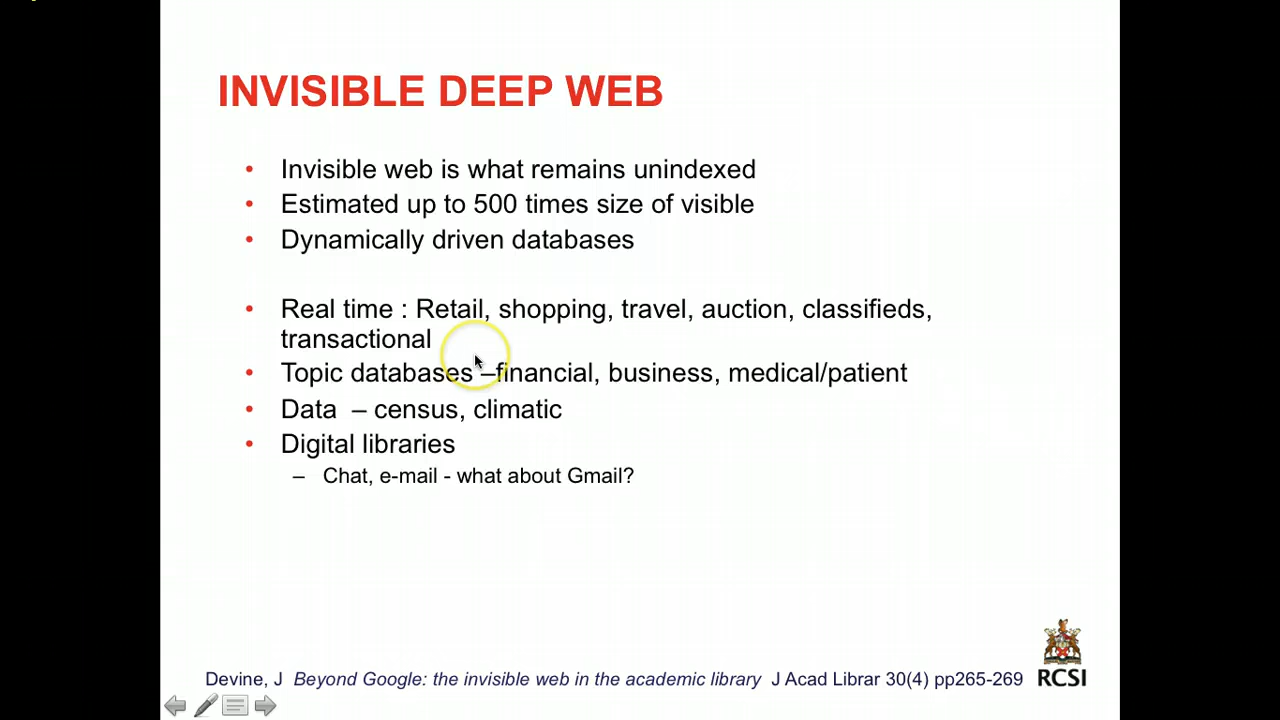 INVISIBLE DEEP WEB
• Invisible web is what remains unindexed
• Estimated up to 500 times size of visible
• Dynamically driven databases
• Real time : Retail, shopping, travel, auction, classifieds,
transactional
• Topic databases –financial, business, medical/patient
• Data – census, climatic
• Digital libraries
– Chat, e-mail - what about Gmail?
Devine, J Beyond Google: the invisible web in the academic library J Acad Librar 30(4) pp265-269
RCSI